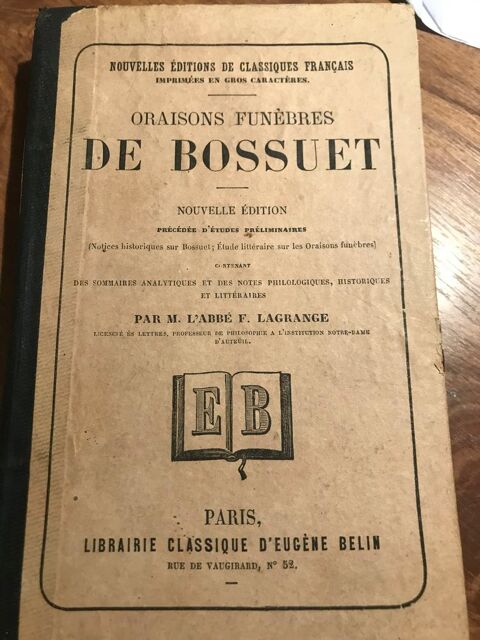 NOUVELLES ÉDITIONS DE CLASSIQUES FRANÇAIS
IMPRIMÉES EN GROS CARACTÈRES.
ORAISONS FUNÈBRES
DE BOSSUET
NOUVELLE ÉDITION
PRÉCÉDÉE D'ÉTUDES PRÉLIMINAIRES
(Notices historiques sur Bossuet; Étude littéraire sur les Oraisons funèbres)
CONTENANT
DES SOMMAIRES ANALYTIQUES ET DES NOTES PHILOLOGIQUES, HISTORIQUES
ET LITTÉRAIRES
PAR M. L'ABBÉ F. LAGRANGE
LICENCIÉ ÈS LETTRES, PROFESSEUR DE PHILOSOPHIE A L'INSTITUTION NOTRE-DAME
D'AUTEUIL.
E B
PARIS,
LIBRAIRIE CLASSIQUE D'EUGÈNE BELIN
RUE DE VAUGIRARD, N° 52.